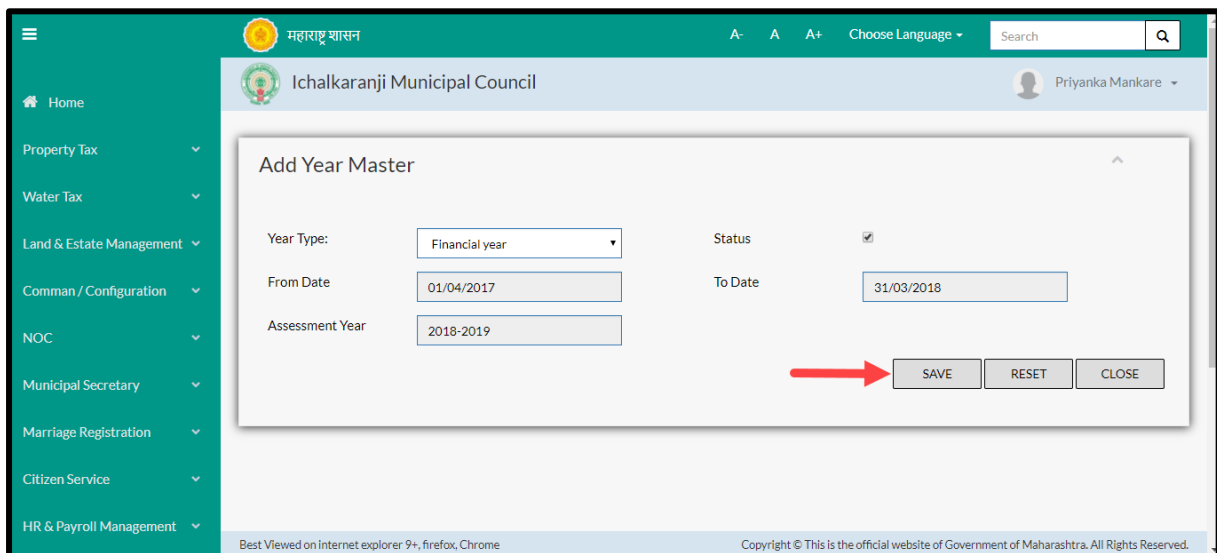 महाराष्ट्र शासन
A- A A+ Choose Language Search
Ichalkaranji Municipal Council
Priyanka Mankare
Home
Property Tax
Water Tax
Land & Estate Management
Comman / Configuration
NOC
Municipal Secretary
Marriage Registration
Citizen Service
HR & Payroll Management
Add Year Master
Year Type: Financial year Status
From Date 01/04/2017 To Date 31/03/2018
Assessment Year 2018-2019
SAVE RESET CLOSE
Best Viewed on internet explorer 9+, firefox, Chrome Copyright © This is the official website of Government of Maharashtra. All Rights Reserved.